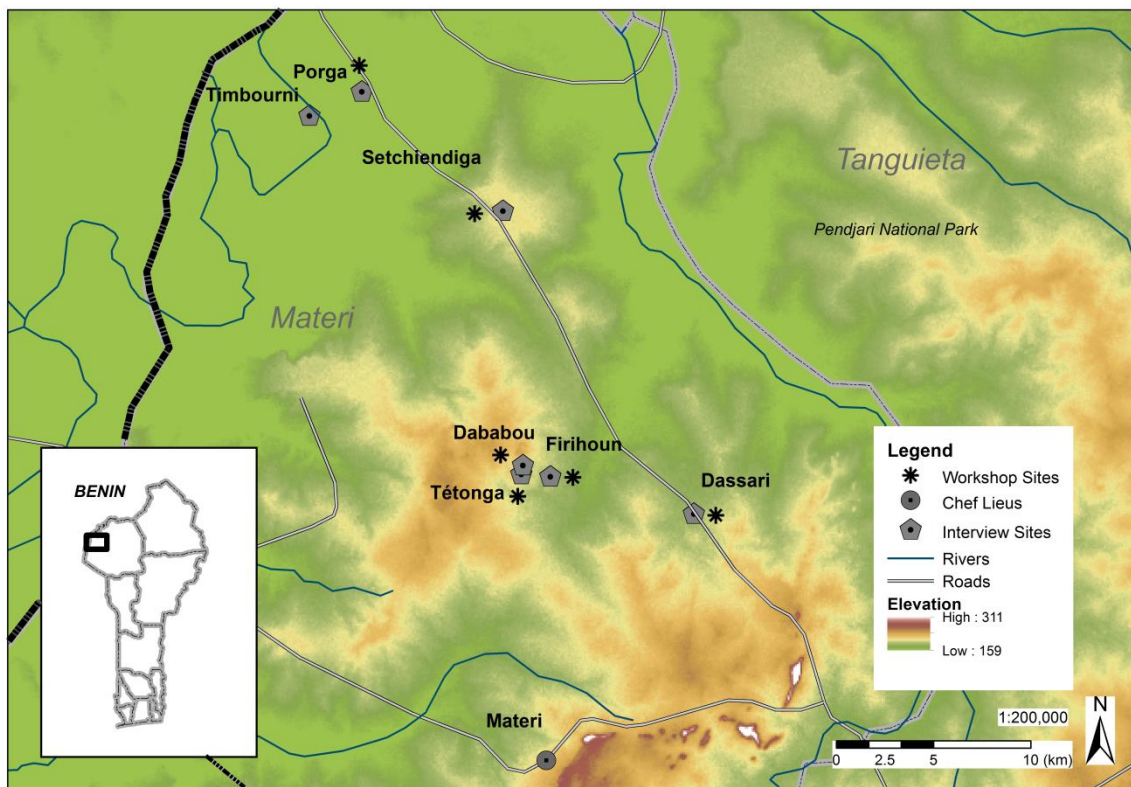 Porga
Timbourni
Setchiendiga
Tanguieta
Pendjari National Park
Materi
Dababou
Firihoun
Tétonga
Dassari
Materi
BENIN
Legend
Workshop Sites
Chef Lieus
Interview Sites
Rivers
Roads
Elevation
High : 311
Low : 159
1:200,000
N
0 2.5 5 10 (km)